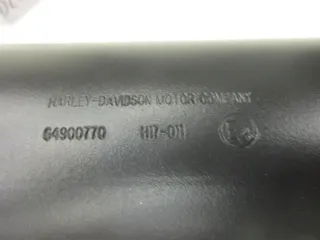 HARLEY-DAVIDSON MOTOR COMPANY
64900770 H17-011